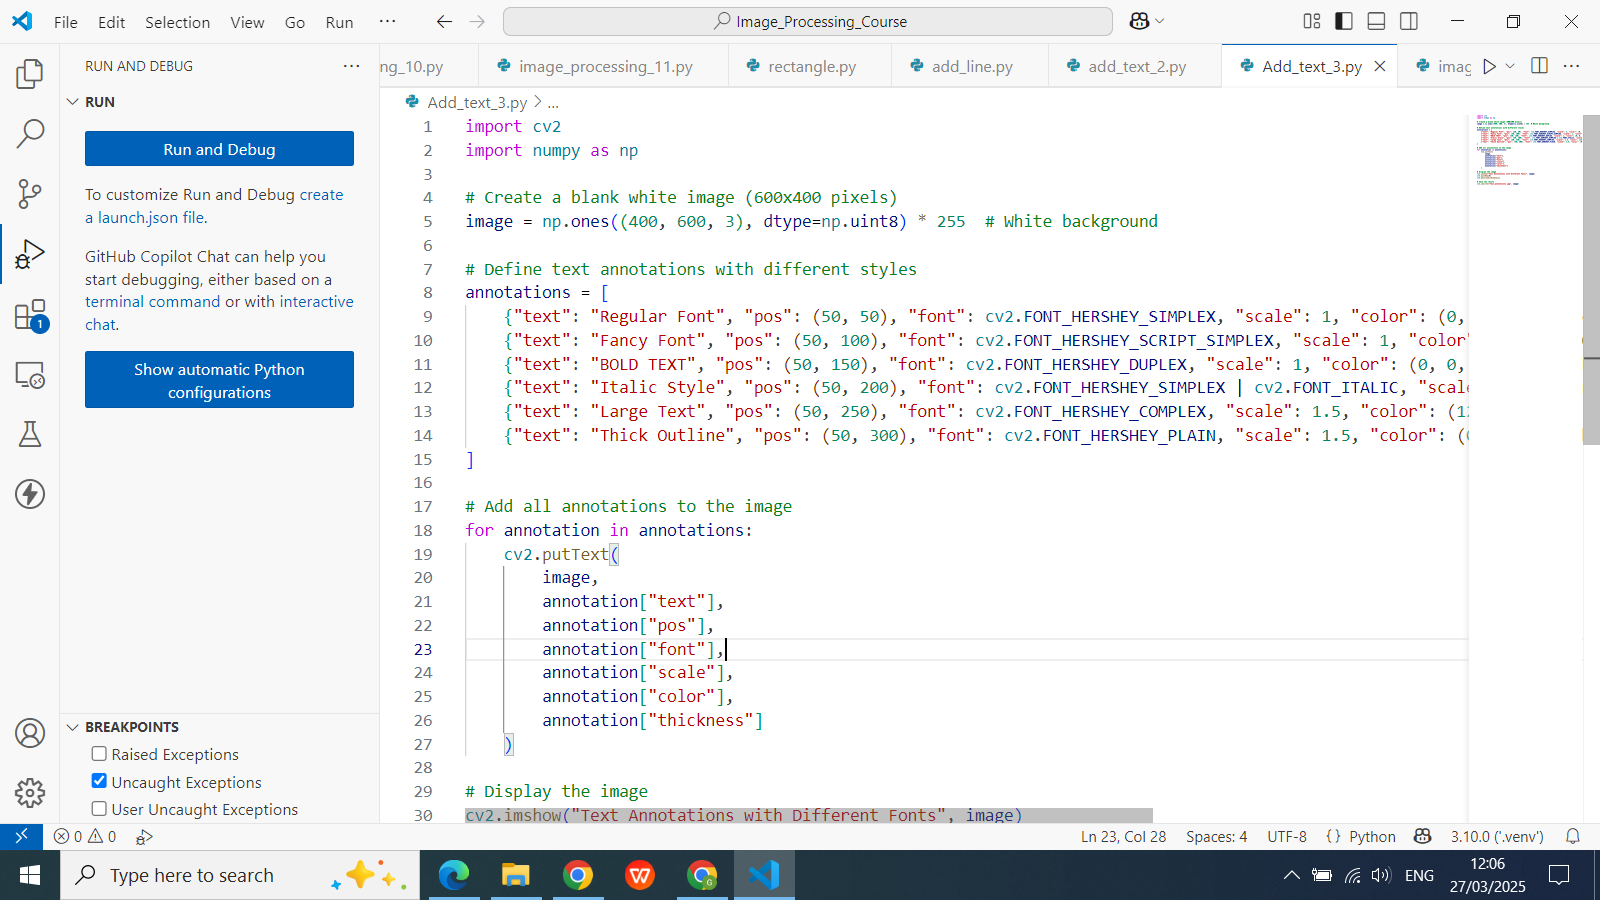 File Edit Selection View Go Run ···
Image_Processing_Course
RUN AND DEBUG ···
RUN
Run and Debug
To customize Run and Debug create
a launch.json file.
GitHub Copilot Chat can help you
start debugging, either based on a
terminal command or with interactive
chat.
Show automatic Python
configurations
1
BREAKPOINTS
Raised Exceptions
Uncaught Exceptions
User Uncaught Exceptions
ng_10.py image_processing_11.py rectangle.py add_line.py add_text_2.py Add_text_3.py imag
Add_text_3.py > ...
1 import cv2
2 import numpy as np
3
4 # Create a blank white image (600x400 pixels)
5 image = np.ones((400, 600, 3), dtype=np.uint8) * 255  # White background
6
7 # Define text annotations with different styles
8 annotations = [
9     {"text": "Regular Font", "pos": (50, 50), "font": cv2.FONT_HERSHEY_SIMPLEX, "scale": 1, "color": (0,
10     {"text": "Fancy Font", "pos": (50, 100), "font": cv2.FONT_HERSHEY_SCRIPT_SIMPLEX, "scale": 1, "color"
11     {"text": "BOLD TEXT", "pos": (50, 150), "font": cv2.FONT_HERSHEY_DUPLEX, "scale": 1, "color": (0, 0,
12     {"text": "Italic Style", "pos": (50, 200), "font": cv2.FONT_HERSHEY_SIMPLEX | cv2.FONT_ITALIC, "scale
13     {"text": "Large Text", "pos": (50, 250), "font": cv2.FONT_HERSHEY_COMPLEX, "scale": 1.5, "color": (12
14     {"text": "Thick Outline", "pos": (50, 300), "font": cv2.FONT_HERSHEY_PLAIN, "scale": 1.5, "color": (0
15 ]
16
17 # Add all annotations to the image
18 for annotation in annotations:
19     cv2.putText(
20         image,
21         annotation["text"],
22         annotation["pos"],
23         annotation["font"],
24         annotation["scale"],
25         annotation["color"],
26         annotation["thickness"]
27     )
28
29 # Display the image
30 cv2.imshow("Text Annotations with Different Fonts", image)
0 0 Ln 23, Col 28 Spaces: 4 UTF-8 {} Python 3.10.0 ('.venv')
Type here to search
ENG
12:06
27/03/2025